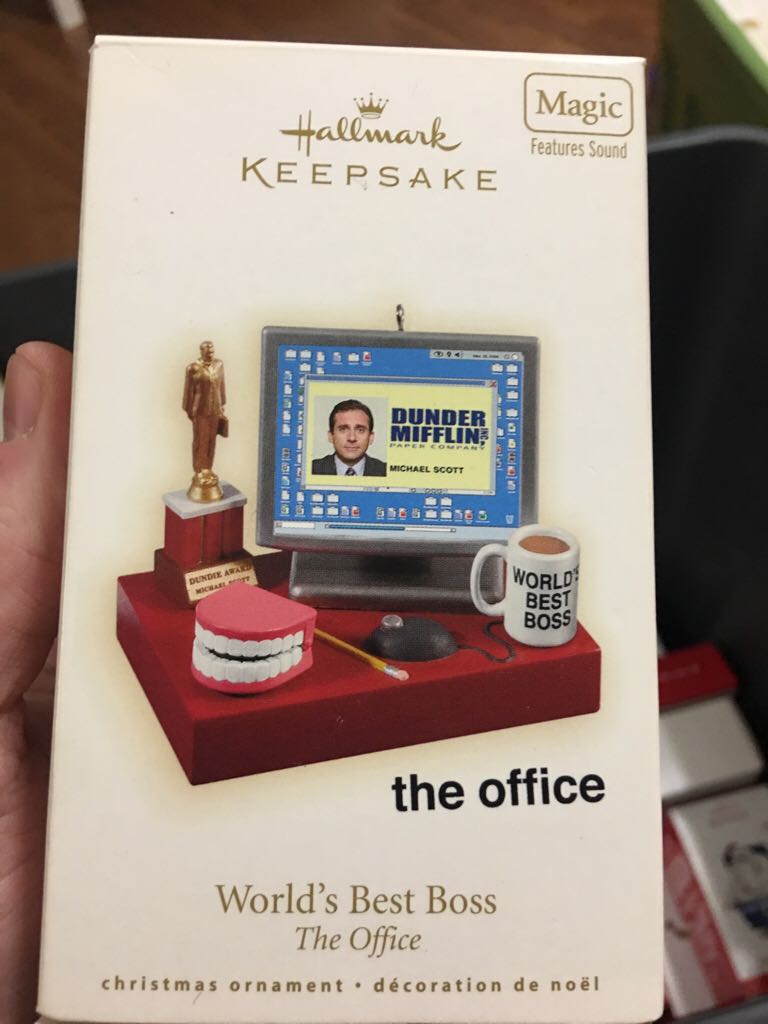 Hallmark
KEEPSAKE
Magic
Features Sound
DUNDER
MIFFLIN INC.
PAPER COMPANY
MICHAEL SCOTT
DUNDIE AWARD
MICHAEL SCOTT
WORLD'S
BEST
BOSS
the office
World's Best Boss
The Office
christmas ornament • décoration de noël